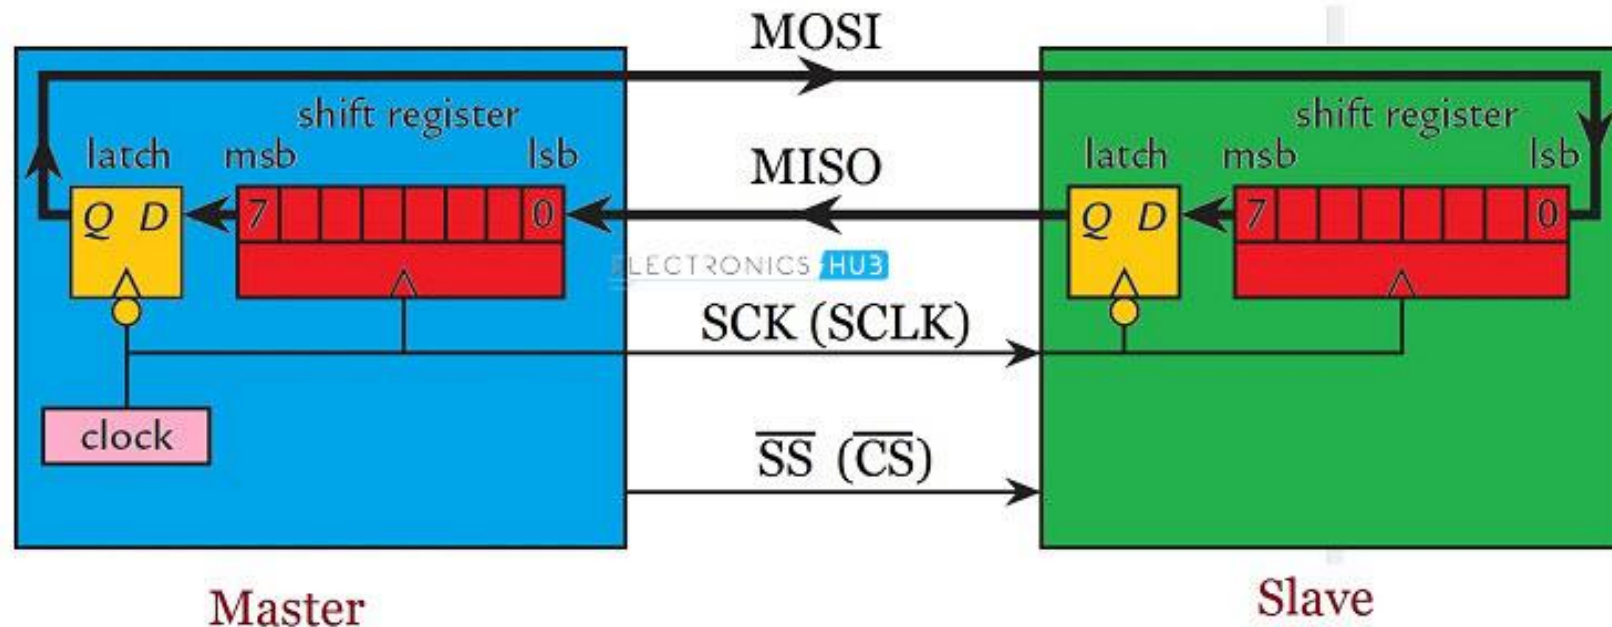 MOSI
shift register
shift register
latch
msb
lsb
MISO
latch
msb
lsb
Q D
7
0
Q D
7
0
ELECTRONICS HUB
SCK (SCLK)
clock
SS (CS)
Master
Slave